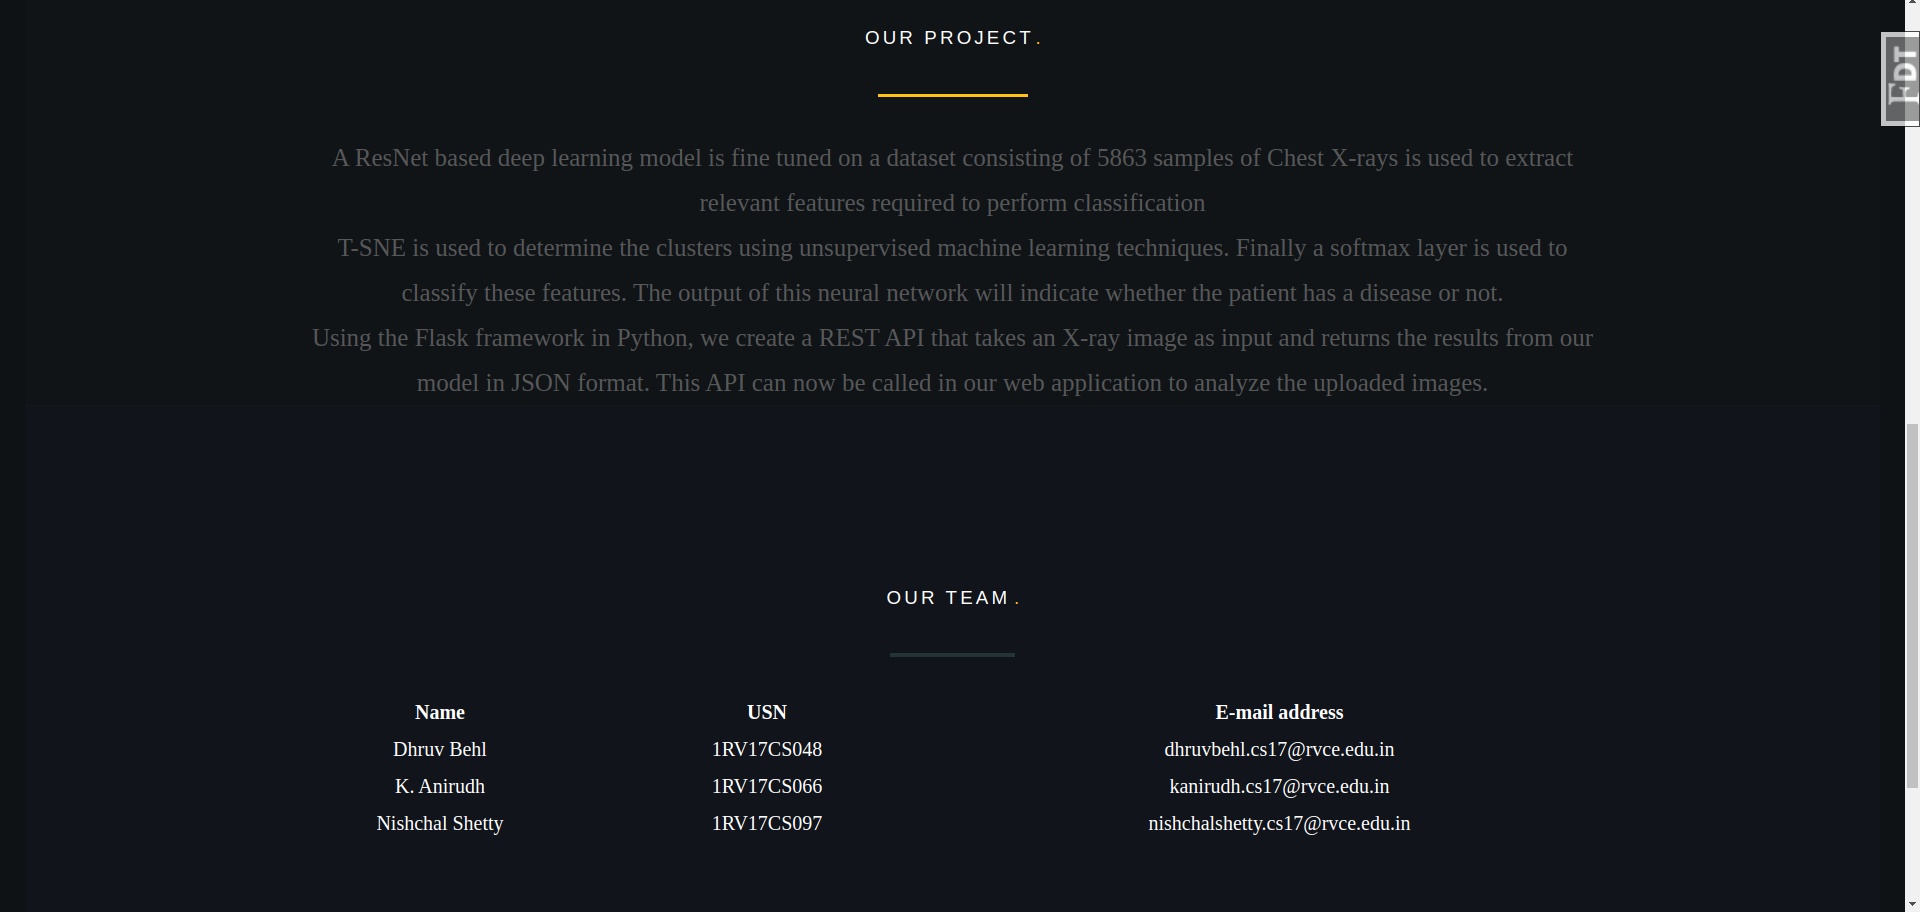 OUR PROJECT.
FDT
A ResNet based deep learning model is fine tuned on a dataset consisting of 5863 samples of Chest X-rays is used to extract
relevant features required to perform classification
T-SNE is used to determine the clusters using unsupervised machine learning techniques. Finally a softmax layer is used to
classify these features. The output of this neural network will indicate whether the patient has a disease or not.
Using the Flask framework in Python, we create a REST API that takes an X-ray image as input and returns the results from our
model in JSON format. This API can now be called in our web application to analyze the uploaded images.
OUR TEAM.
Name USN E-mail address
Dhruv Behl 1RV17CS048 dhruvbehl.cs17@rvce.edu.in
K. Anirudh 1RV17CS066 kanirudh.cs17@rvce.edu.in
Nishchal Shetty 1RV17CS097 nishchalshetty.cs17@rvce.edu.in